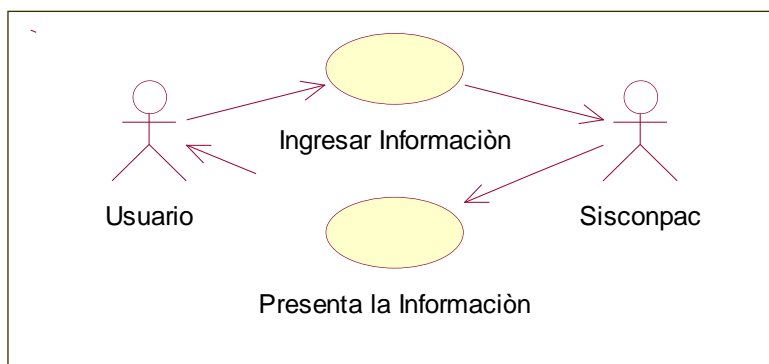 Ingresar Informaciòn
Usuario
Sisconpac
Presenta la Informaciòn